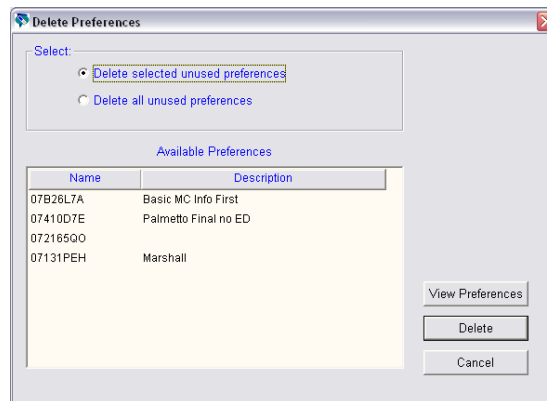 Delete Preferences
Select:
Delete selected unused preferences
Delete all unused preferences
Available Preferences
Name Description
07B26L7A Basic MC Info First
07410D7E Palmetto Final no ED
072165QO
07131PEH Marshall
View Preferences
Delete
Cancel